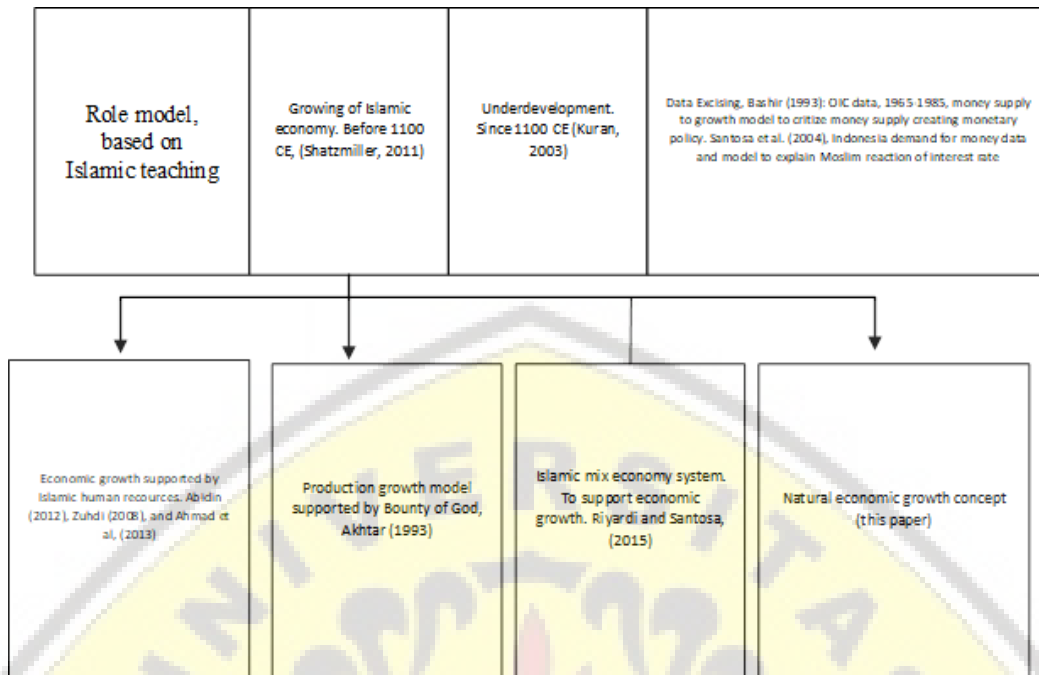 Role model,
based on
Islamic teaching
Growing of Islamic
economy. Before 1100
CE, (Shatzmiller, 2011)
Underdevelopment.
Since 1100 CE (Kuran,
2003)
Data Excising, Bashir (1993): OIC data, 1965-1985, money supply
to growth model to critize money supply creating monetary
policy. Santosa et al. (2004), Indonesia demand for money data
and model to explain Moslim reaction of interest rate
Economic growth supported by
Islamic human recources. Abidin
(2012), Zuhdi (2008), and Ahmad et
al, (2013)
Production growth model
supported by Bounty of God,
Akhtar (1993)
Islamic mix economy system.
To support economic
growth. Riyardi and Santosa,
(2015)
Natural economic growth concept
(this paper)
UNIVERSITA